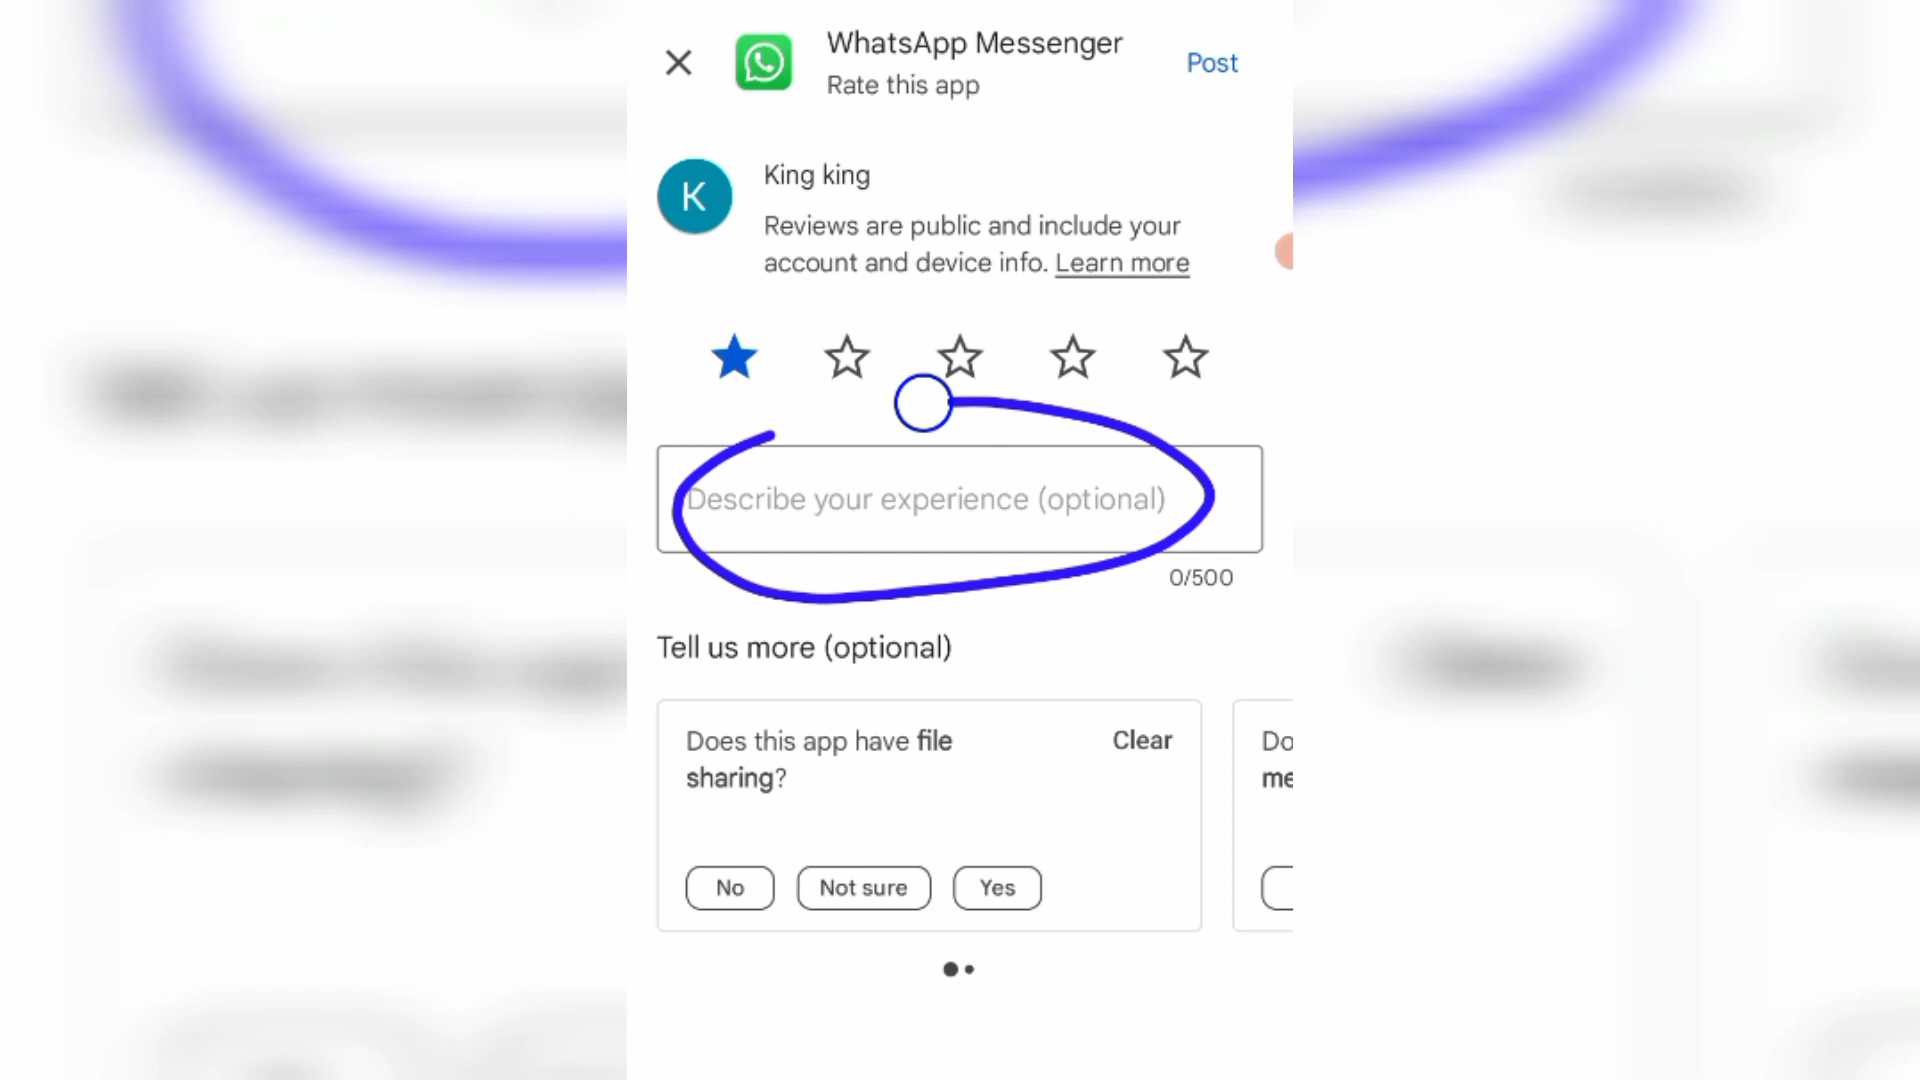 WhatsApp Messenger
Rate this app
Post
K
King king
Reviews are public and include your
account and device info. Learn more
Describe your experience (optional)
0/500
Tell us more (optional)
Does this app have file
sharing?
Clear
No
Not sure
Yes
Do
me